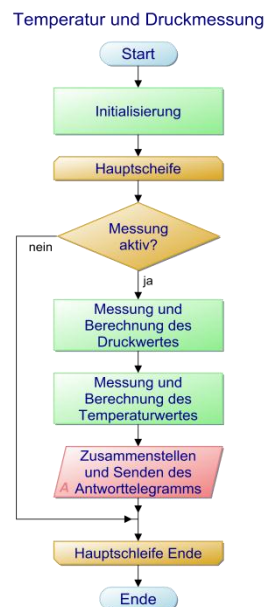 Temperatur und Druckmessung
Start
Initialisierung
Hauptscheife
Messung
aktiv?
nein
ja
Messung und
Berechnung des
Druckwertes
Messung und
Berechnung des
Temperaturwertes
Zusammenstellen
und Senden des
A Antworttelegramms
Hauptschleife Ende
Ende